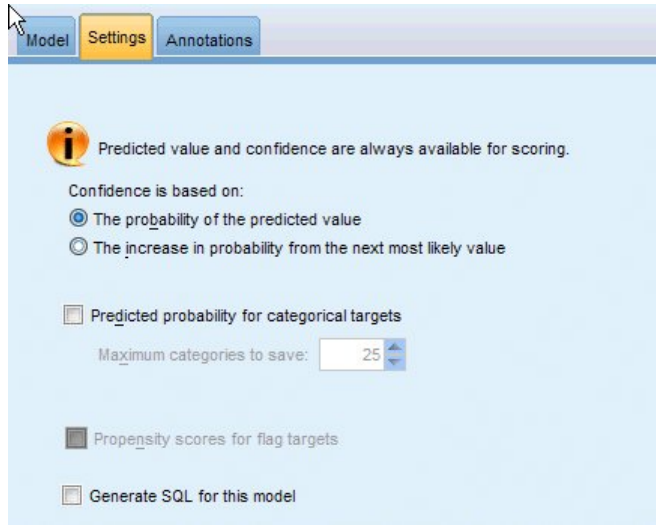 Model Settings Annotations
Predicted value and confidence are always available for scoring.
Confidence is based on:
The probability of the predicted value
The increase in probability from the next most likely value
Predicted probability for categorical targets
Maximum categories to save: 25
Propensity scores for flag targets
Generate SQL for this model